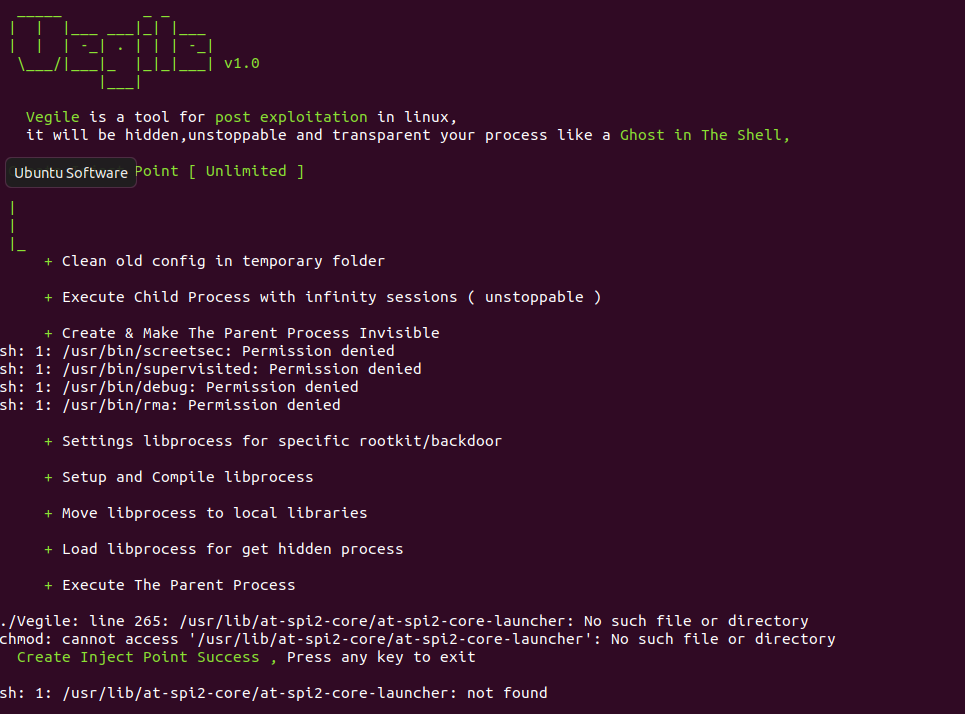 v1.0
Vegile is a tool for post exploitation in linux,
it will be hidden,unstoppable and transparent your process like a Ghost in The Shell,
Ubuntu Software Point [ Unlimited ]
|
|
|_
+ Clean old config in temporary folder
+ Execute Child Process with infinity sessions ( unstoppable )
+ Create & Make The Parent Process Invisible
sh: 1: /usr/bin/screetsec: Permission denied
sh: 1: /usr/bin/supervisited: Permission denied
sh: 1: /usr/bin/debug: Permission denied
sh: 1: /usr/bin/rma: Permission denied
+ Settings libprocess for specific rootkit/backdoor
+ Setup and Compile libprocess
+ Move libprocess to local libraries
+ Load libprocess for get hidden process
+ Execute The Parent Process
./Vegile: line 265: /usr/lib/at-spi2-core/at-spi2-core-launcher: No such file or directory
chmod: cannot access '/usr/lib/at-spi2-core/at-spi2-core-launcher': No such file or directory
Create Inject Point Success , Press any key to exit
sh: 1: /usr/lib/at-spi2-core/at-spi2-core-launcher: not found